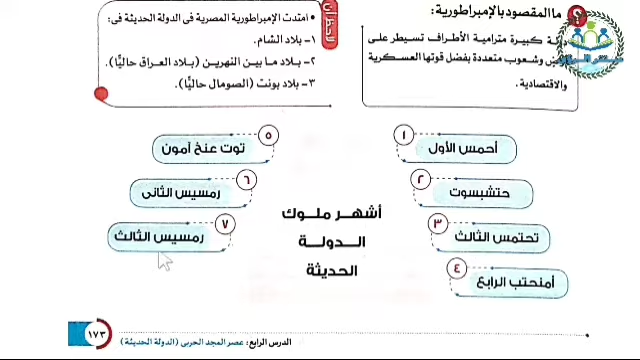 ما المقصود بالإمبراطورية:
كبيرة مترامية الأطراف تسيطر على
وشعوب متعددة بفضل قوتها العسكرية
والاقتصادية.
لاحظ أن
• امتدت الإمبراطورية المصرية فى الدولة الحديثة فى:
١- بلاد الشام.
٢- بلاد ما بين النهرين (بلاد العراق حاليًّا).
٣- بلاد بونت (الصومال حاليًّا).
أشهر ملوك
الدولة
الحديثة
١ أحمس الأول
٢ حتشبسوت
٣ تحتمس الثالث
٤ أمنحتب الرابع
٥ توت عنخ آمون
٦ رمسيس الثانى
٧ رمسيس الثالث
الدرس الرابع: عصر المجد الحربى (الدولة الحديثة)
١٧٣